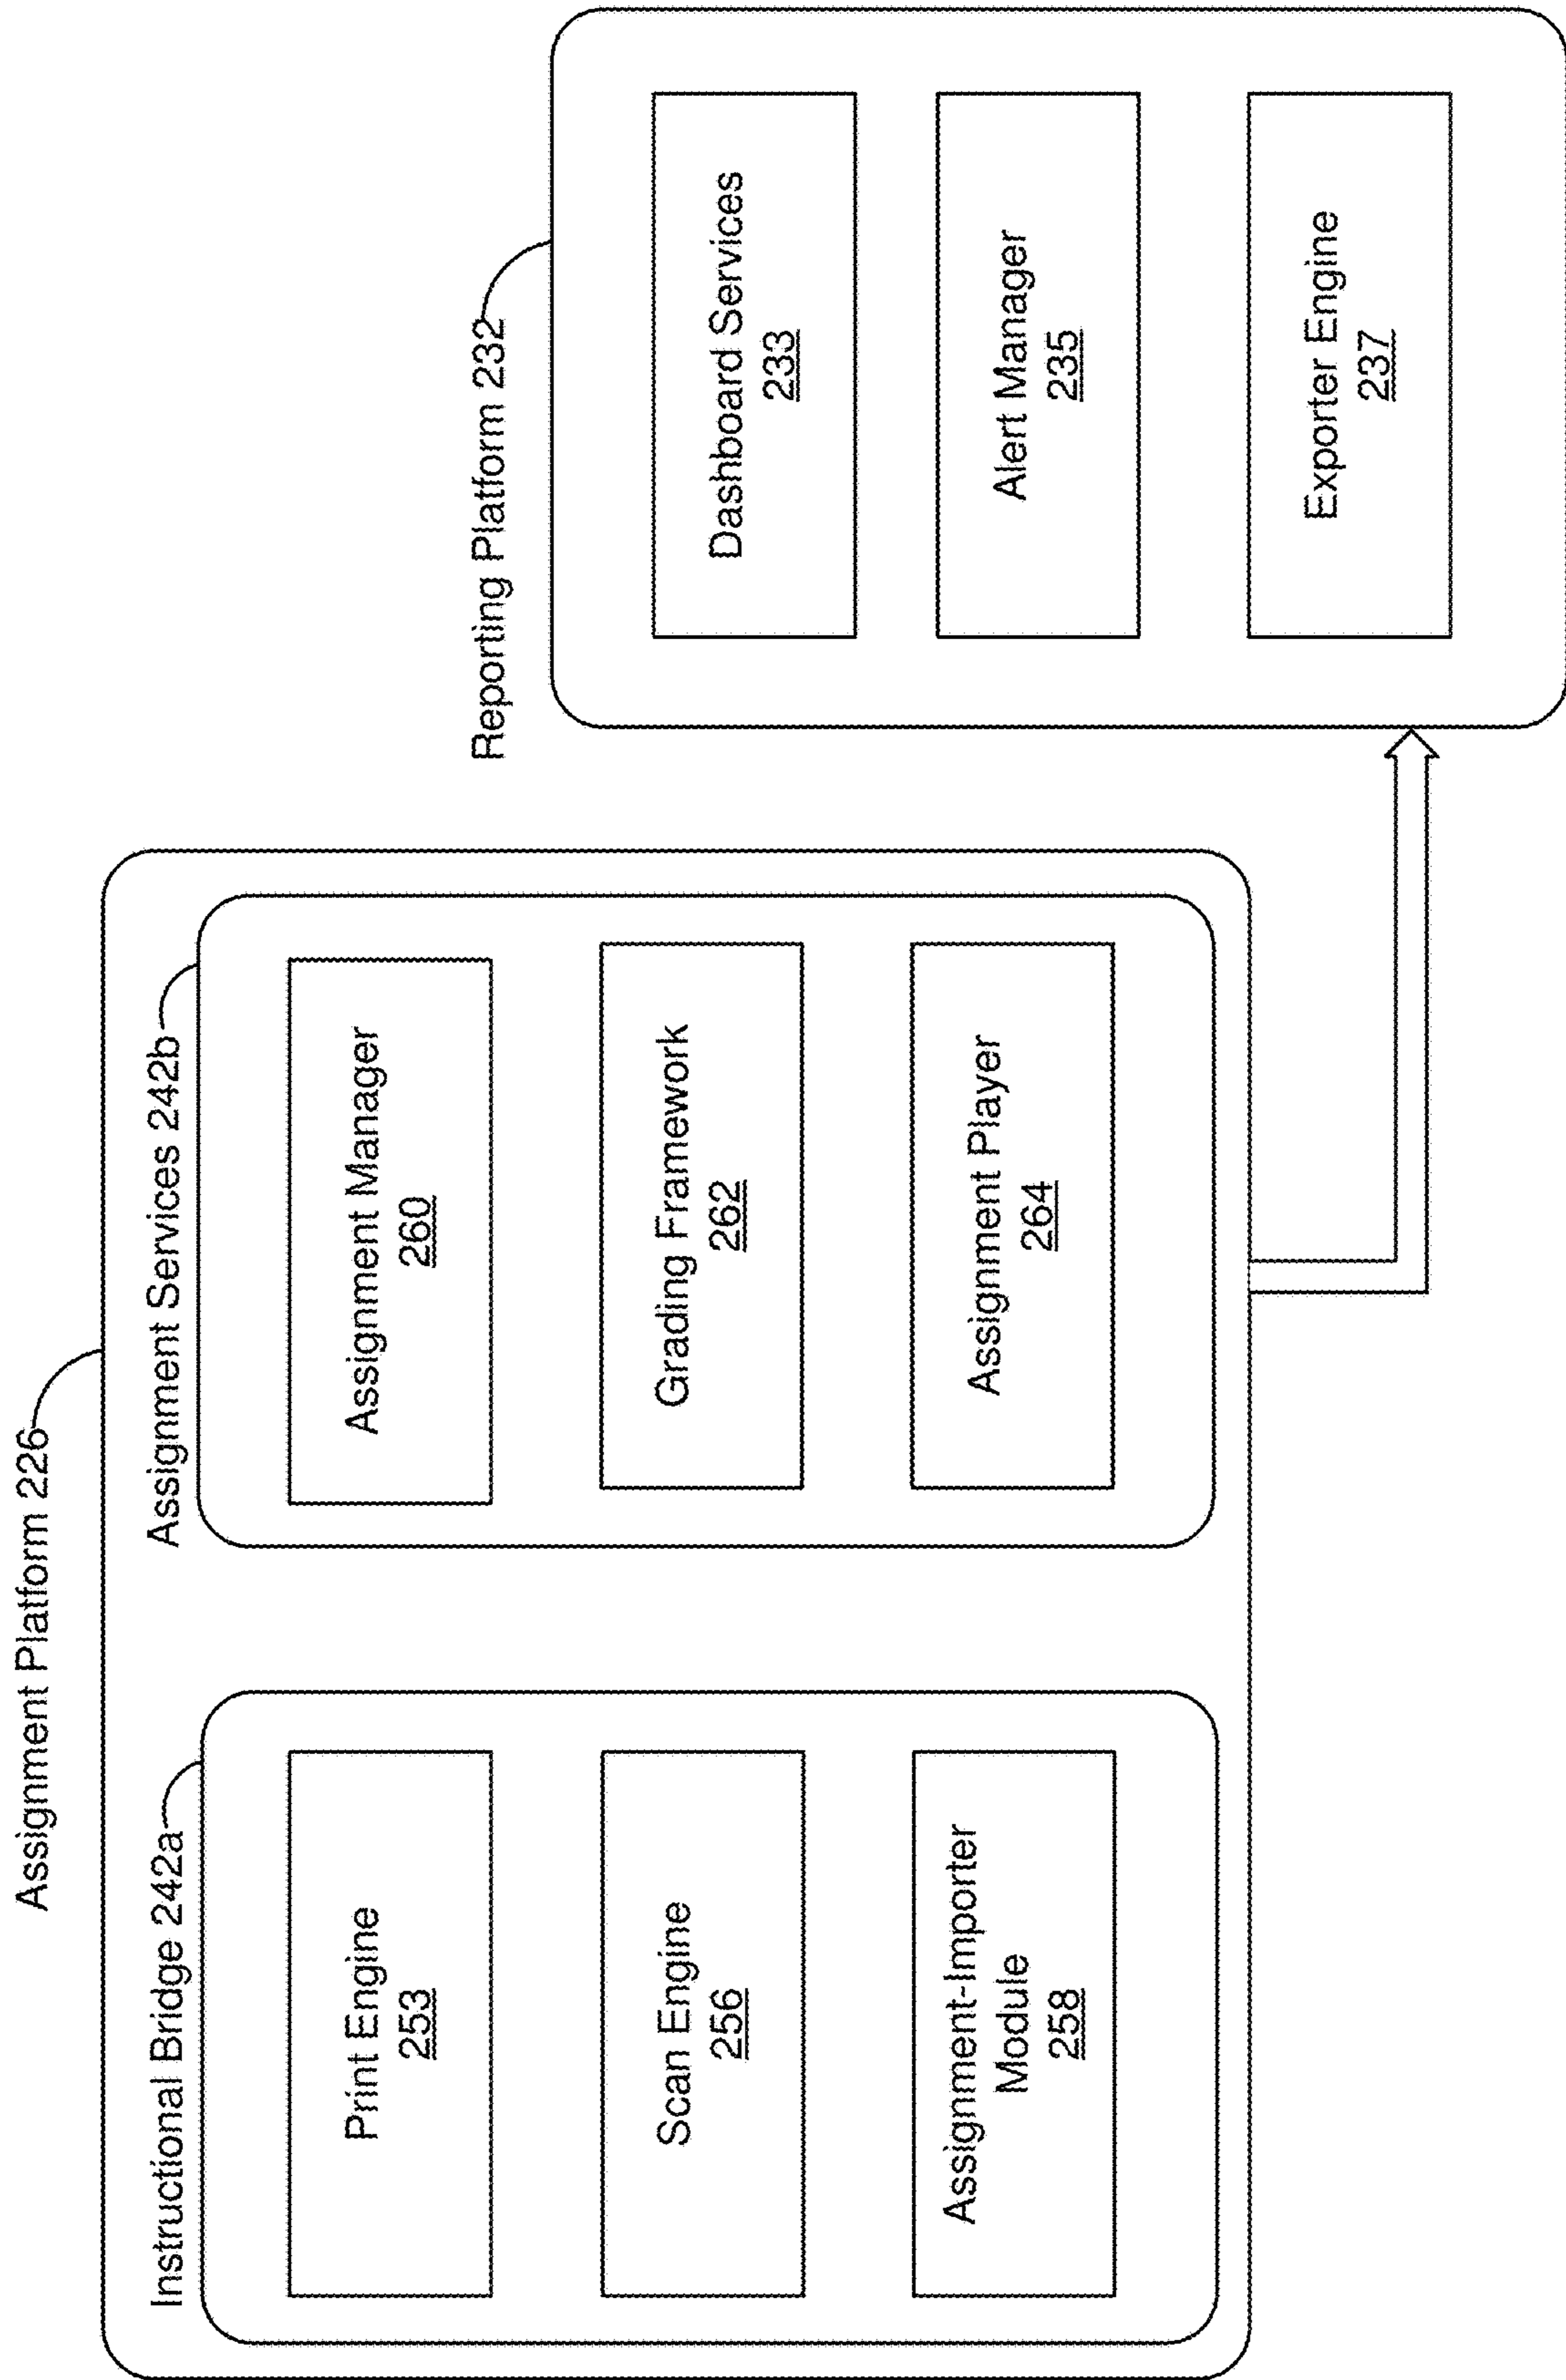 Assignment Platform 226
Instructional Bridge 242a
Print Engine
253
Scan Engine
256
Assignment-Importer
Module
258
Assignment Services 242b
Assignment Manager
260
Grading Framework
262
Assignment Player
264
Reporting Platform 232
Dashboard Services
233
Alert Manager
235
Exporter Engine
237